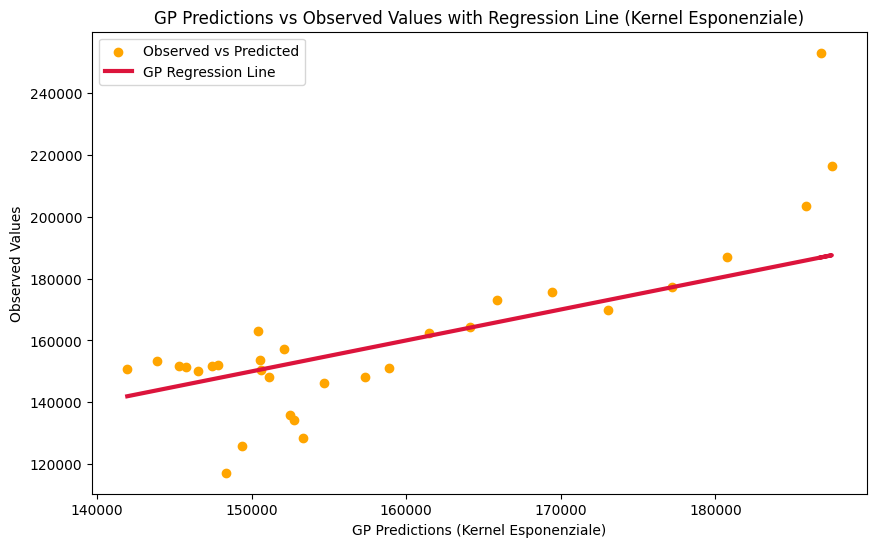 GP Predictions vs Observed Values with Regression Line (Kernel Esponenziale)
Observed vs Predicted
GP Regression Line
Observed Values
240000
220000
200000
180000
160000
140000
120000
140000 150000 160000 170000 180000
GP Predictions (Kernel Esponenziale)